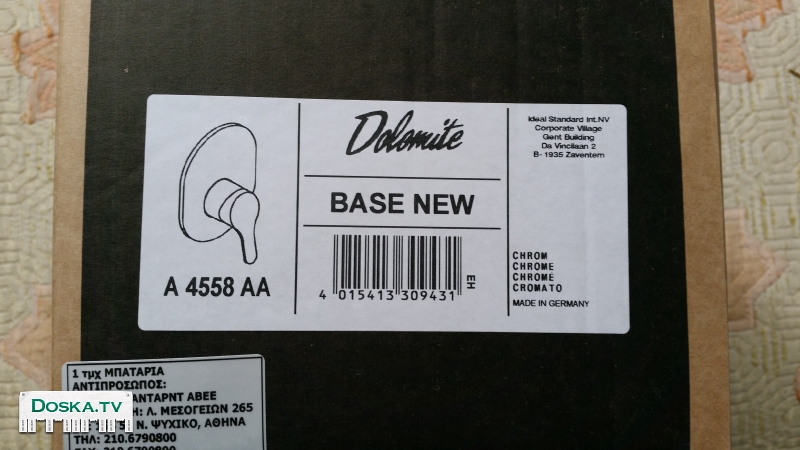 Dolomite
BASE NEW
A 4558 AA
4 015413 309431
EH
Ideal Standard Int.NV
Corporate Village
Gent Building
Da Vincilaan 2
B- 1935 Zaventem
CHROM
CHROME
CHROME
CROMATO
MADE IN GERMANY
1 τμχ ΜΠΑΤΑΡΙΑ
ΑΝΤΙΠΡΟΣΩΠΟΣ:
ΑΝΤΑΡΝΤ ΑΒΕΕ
Λ. ΜΕΣΟΓΕΙΩΝ 265
Ν. ΨΥΧΙΚΟ, ΑΘΗΝΑ
ΤΗΛ: 210.6790800
DOSKA.TV